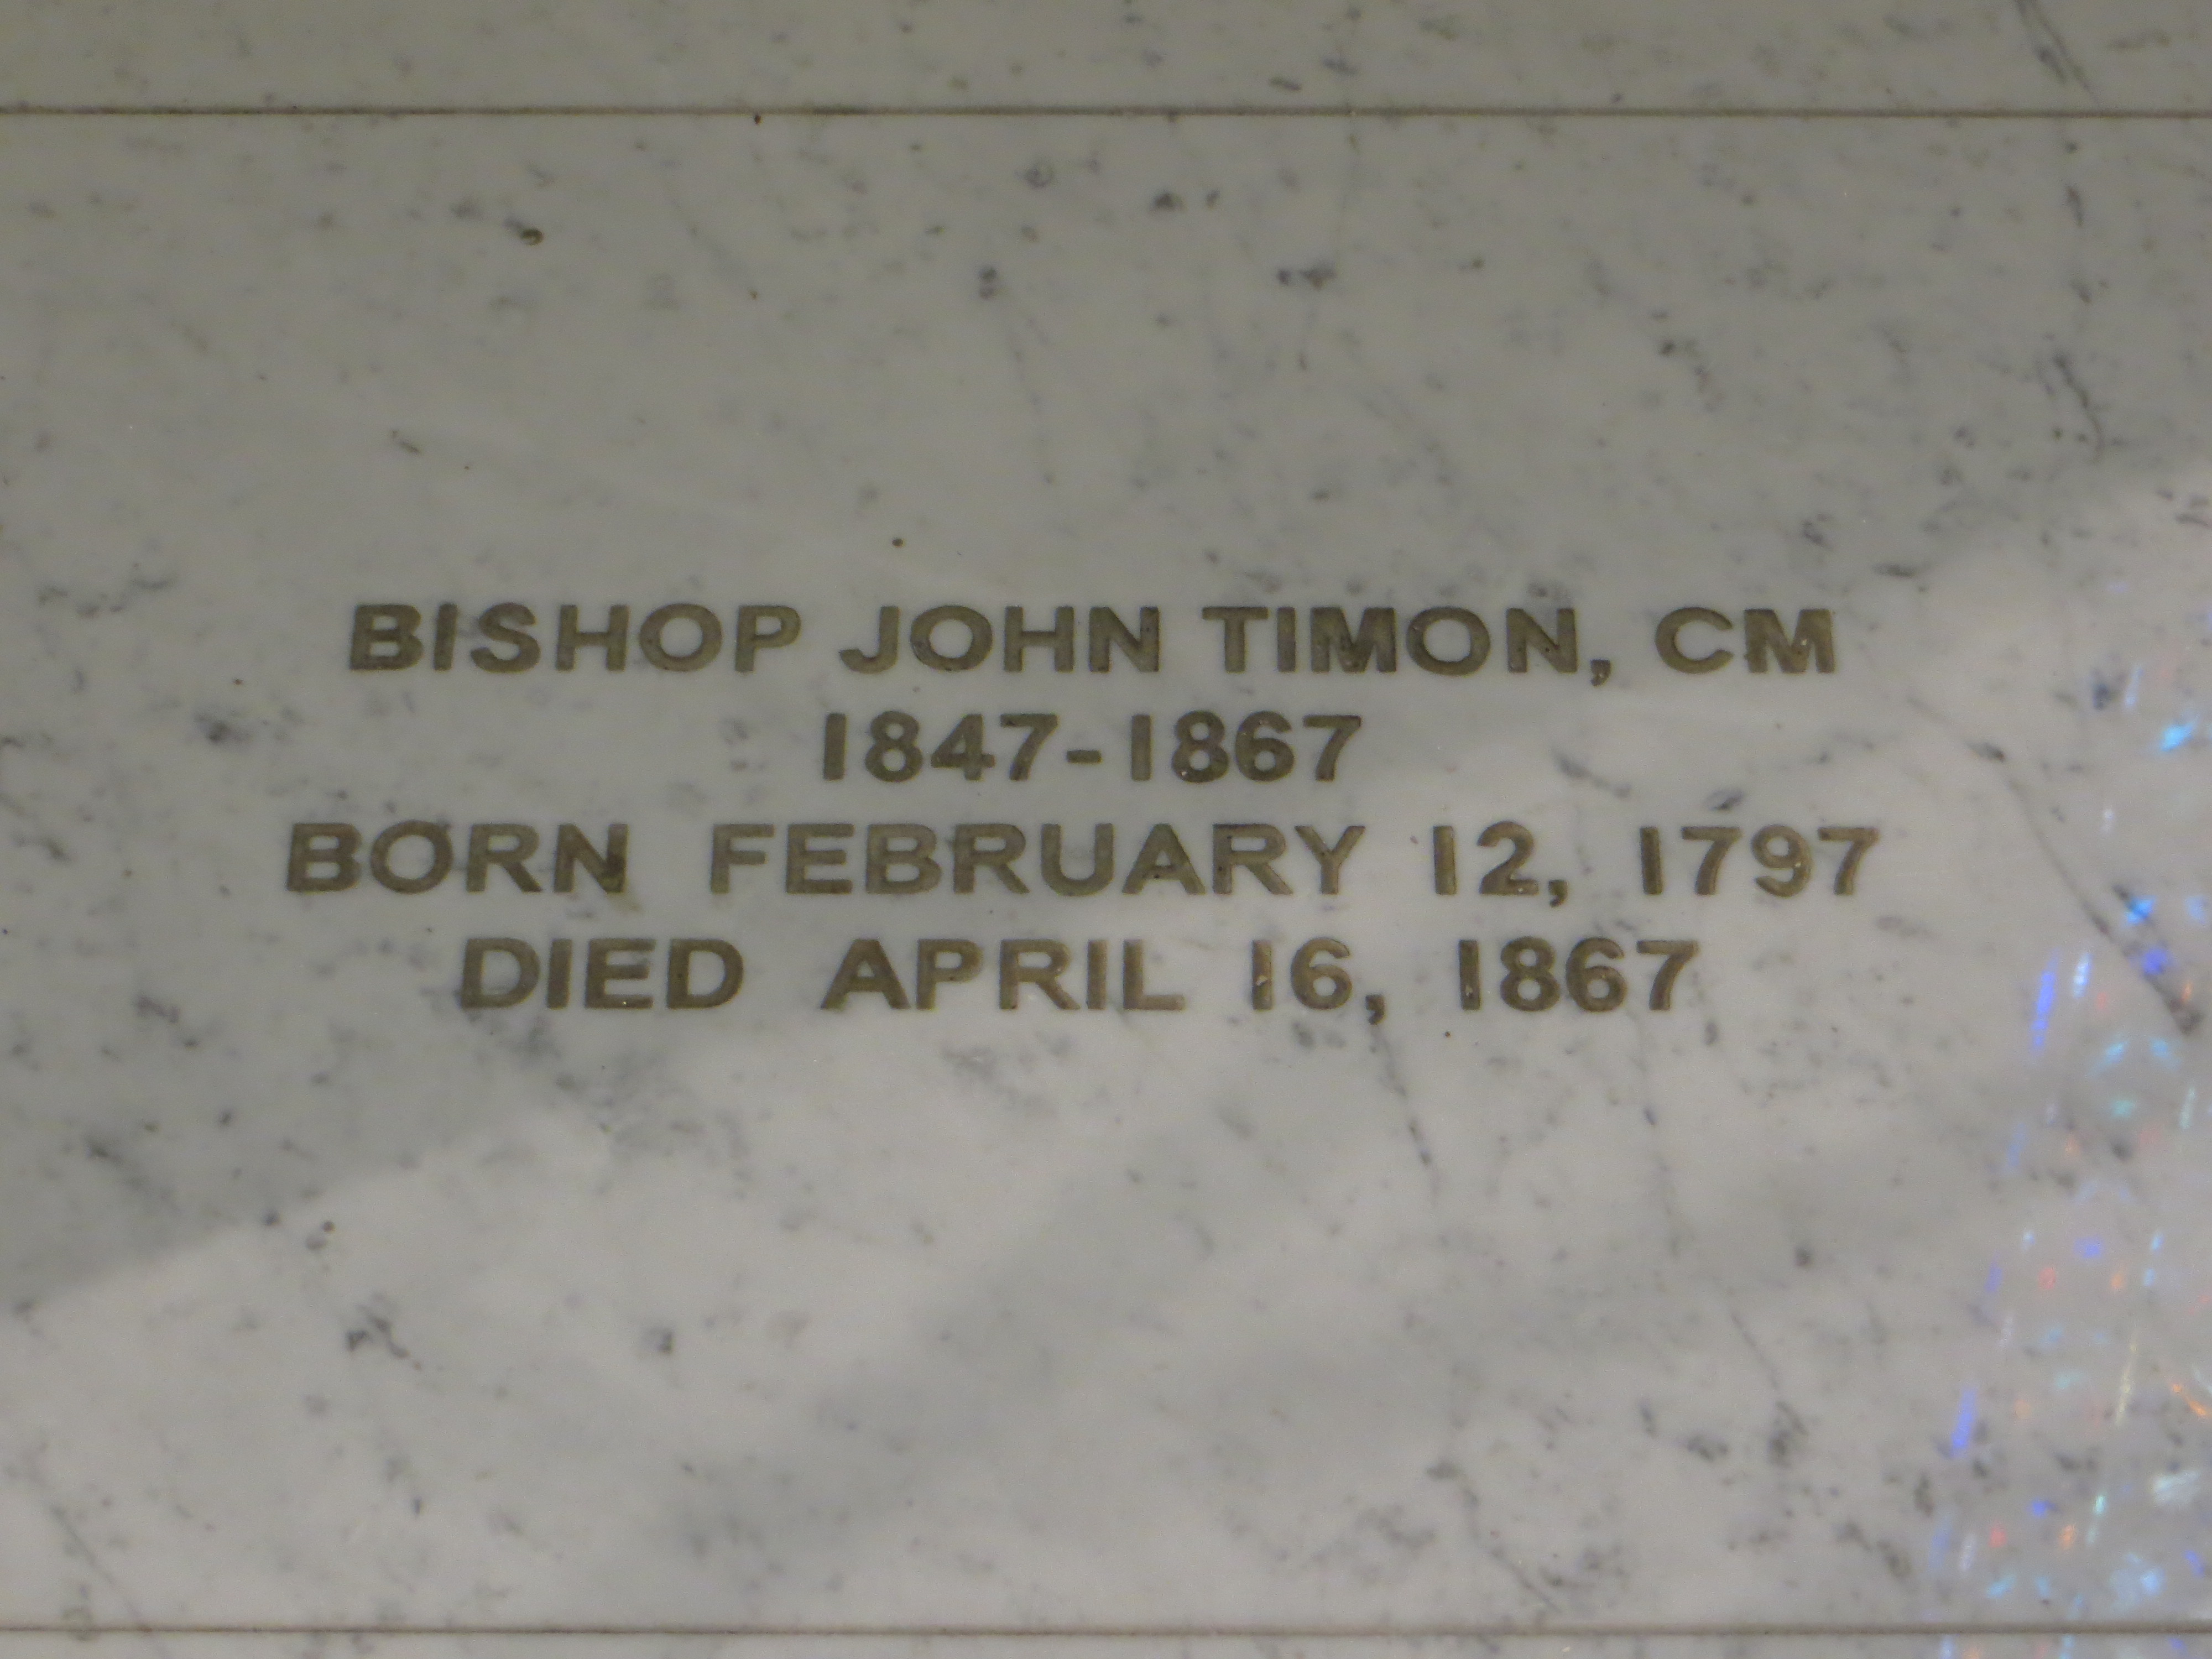 BISHOP JOHN TIMON, CM
1847-1867
BORN FEBRUARY 12, 1797
DIED APRIL 16, 1867